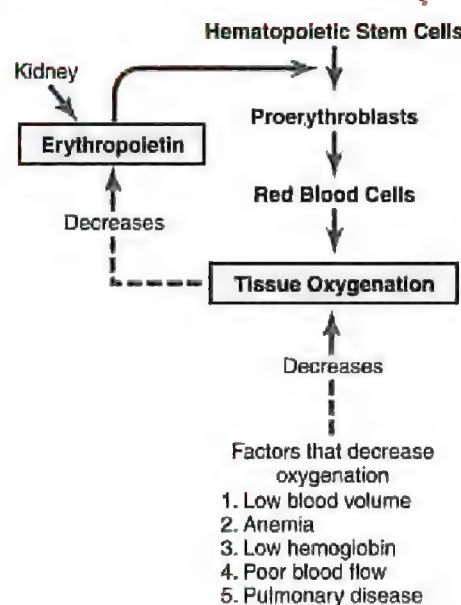 Hematopoietic Stem Cells
Kidney
Proerythroblasts
Erythropoietin
Red Blood Cells
Decreases
Tissue Oxygenation
Decreases
Factors that decrease
oxygenation
1. Low blood volume
2. Anemia
3. Low hemoglobin
4. Poor blood flow
5. Pulmonary disease